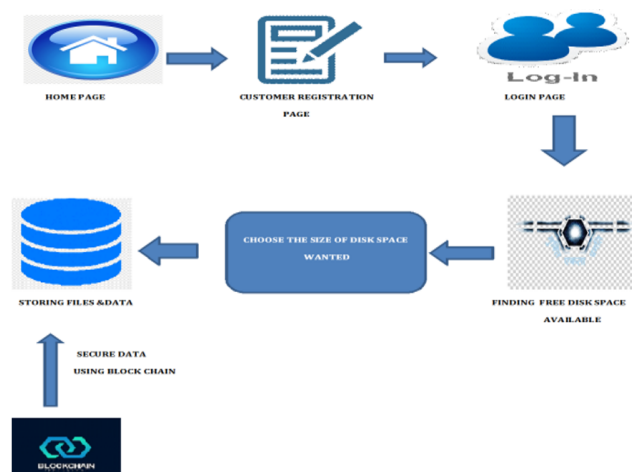 Log-In
HOME PAGE
CUSTOMER REGISTRATION
PAGE
LOGIN PAGE
CHOOSE THE SIZE OF DISK SPACE
WANTED
STORING FILES &DATA
FINDING FREE DISK SPACE
AVAILABLE
SECURE DATA
USING BLOCK CHAIN
BLOCKCHAIN